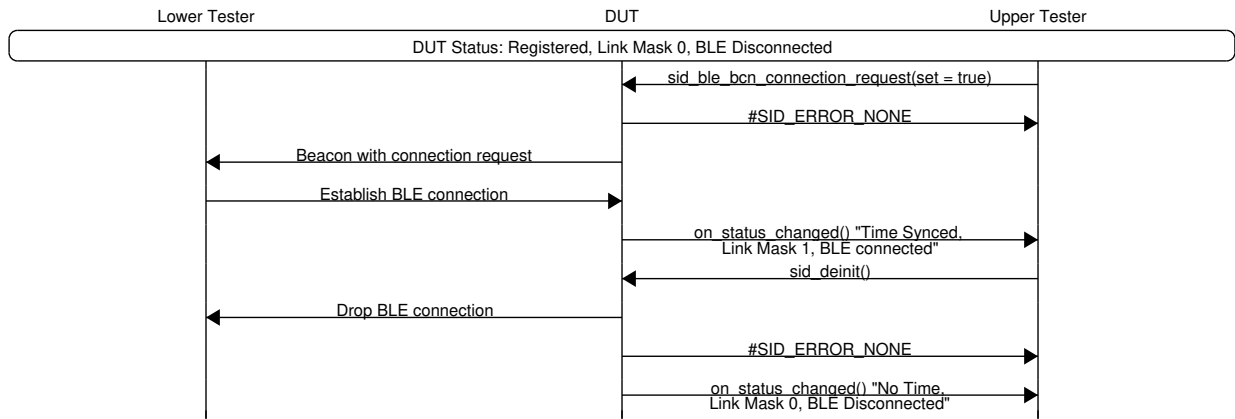 Lower Tester DUT Upper Tester
DUT Status: Registered, Link Mask 0, BLE Disconnected
sid_ble_bcn_connection_request(set = true)
#SID_ERROR_NONE
Beacon with connection request
Establish BLE connection
on_status_changed() "Time Synced,
Link Mask 1, BLE connected"
sid_deinit()
Drop BLE connection
#SID_ERROR_NONE
on_status_changed() "No Time,
Link Mask 0, BLE Disconnected"